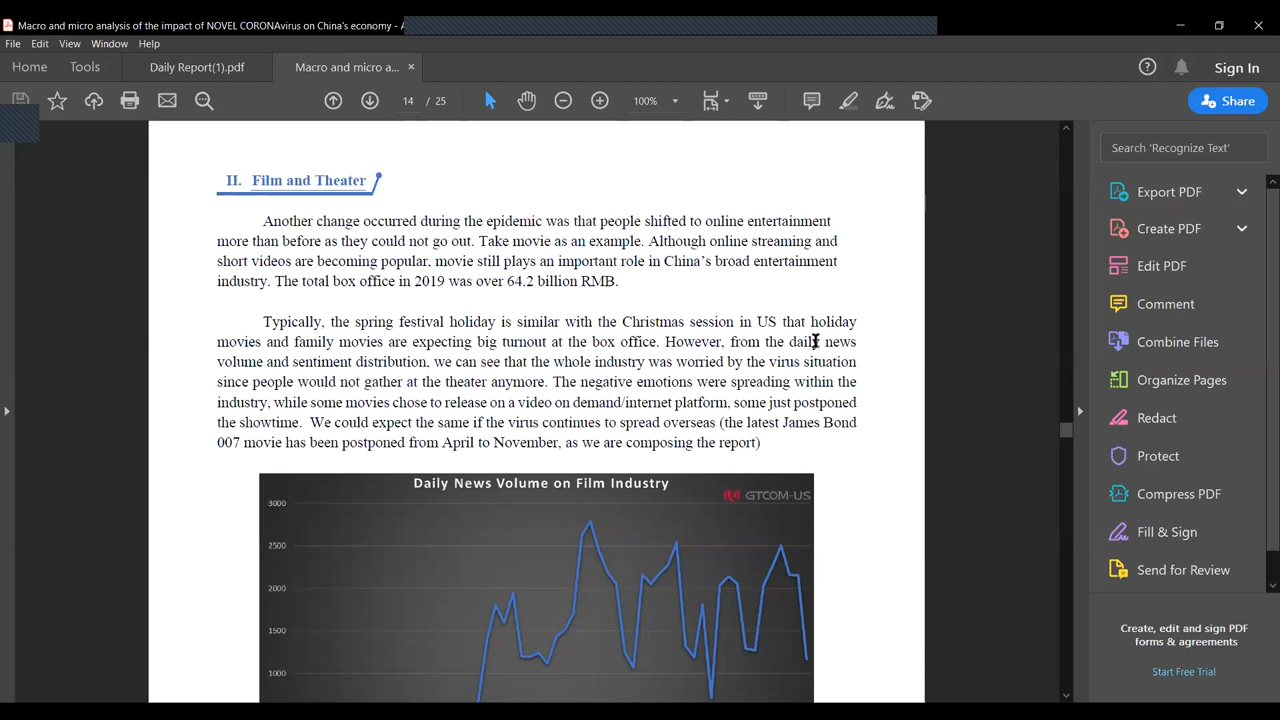 Macro and micro analysis of the impact of NOVEL CORONAvirus on China's economy -
File Edit View Window Help
Home Tools Daily Report(1).pdf Macro and micro a... × Sign In
14 / 25 100% Share
II. Film and Theater
Another change occurred during the epidemic was that people shifted to online entertainment
more than before as they could not go out. Take movie as an example. Although online streaming and
short videos are becoming popular, movie still plays an important role in China's broad entertainment
industry. The total box office in 2019 was over 64.2 billion RMB.
Typically, the spring festival holiday is similar with the Christmas session in US that holiday
movies and family movies are expecting big turnout at the box office. However, from the daily news
volume and sentiment distribution, we can see that the whole industry was worried by the virus situation
since people would not gather at the theater anymore. The negative emotions were spreading within the
industry, while some movies chose to release on a video on demand/internet platform, some just postponed
the showtime. We could expect the same if the virus continues to spread overseas (the latest James Bond
007 movie has been postponed from April to November, as we are composing the report)
Daily News Volume on Film Industry
GTCOM-US
3000
2500
2000
1500
1000
Search 'Recognize Text'
Export PDF
Create PDF
Edit PDF
Comment
Combine Files
Organize Pages
Redact
Protect
Compress PDF
Fill & Sign
Send for Review
Create, edit and sign PDF
forms & agreements
Start Free Trial